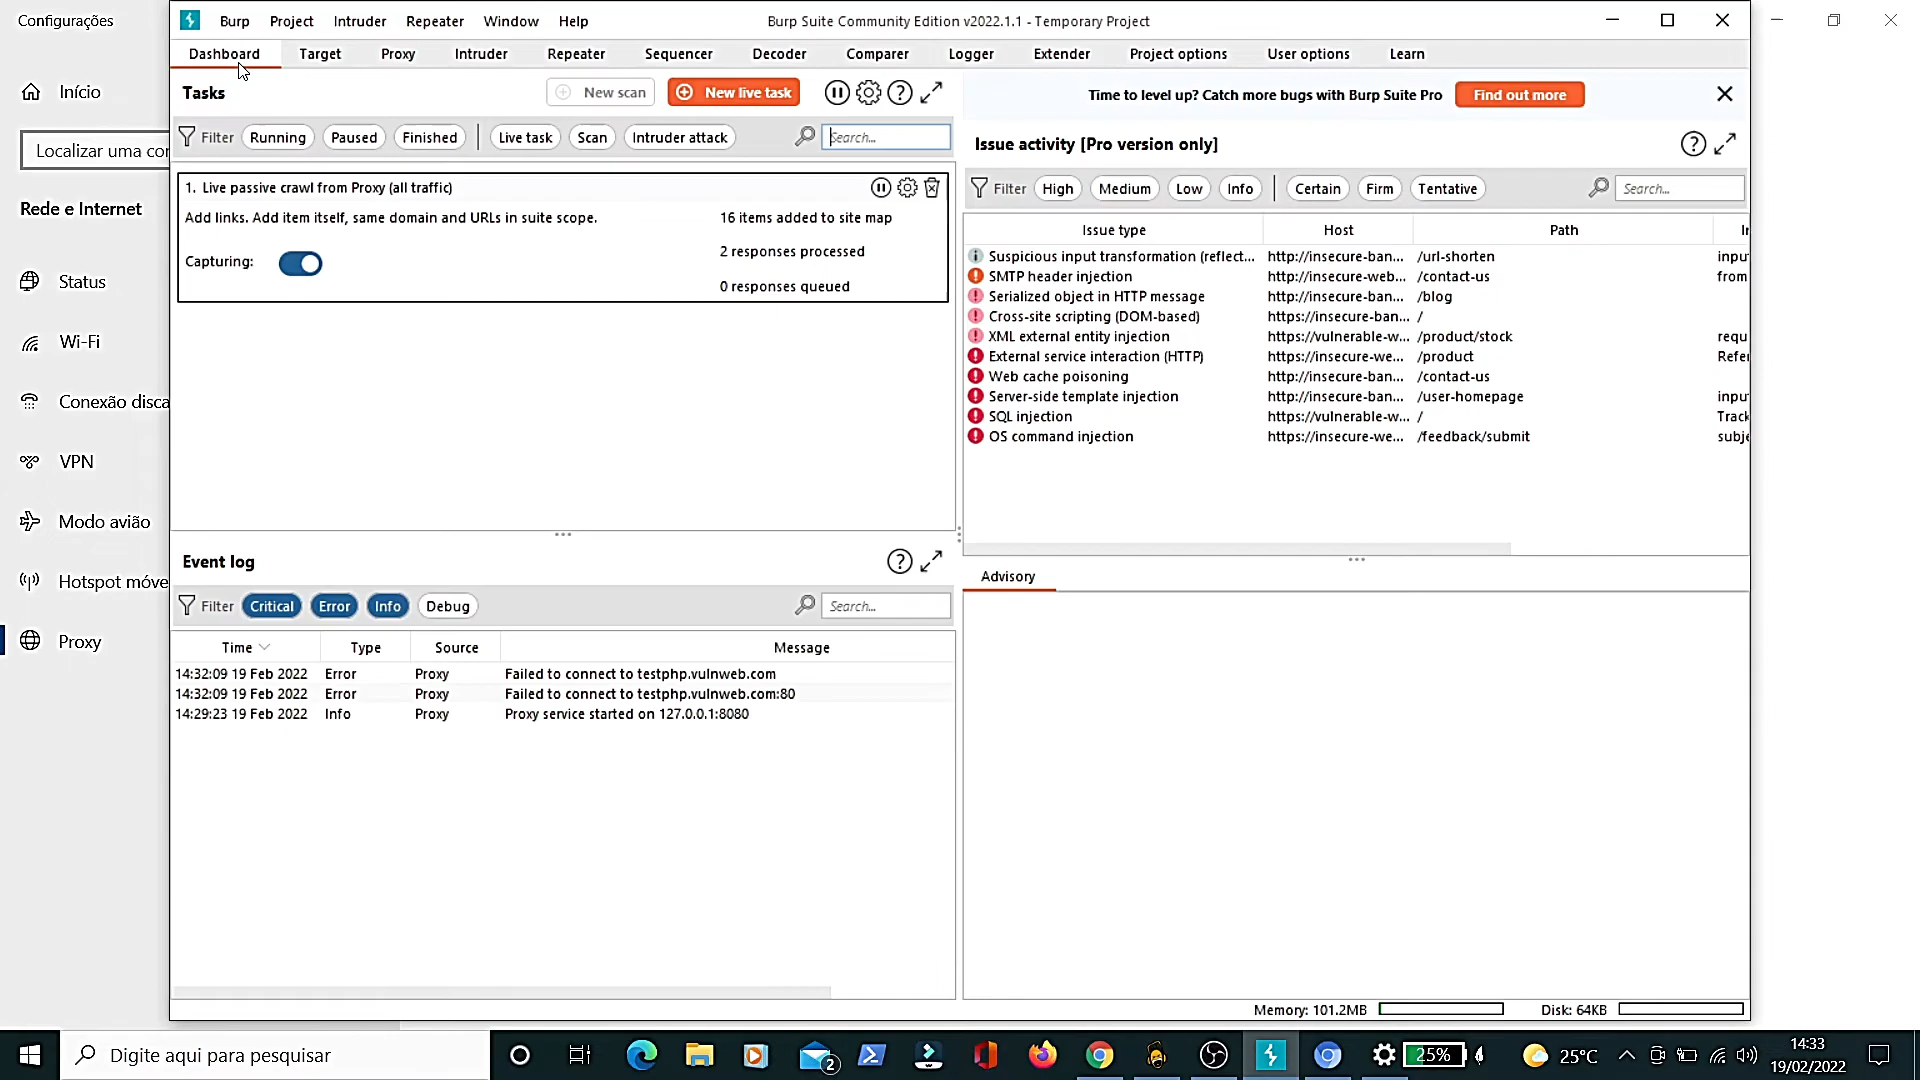 Configurações
Início
Localizar uma cor
Rede e Internet
Status
Wi-Fi
Conexão disca
VPN
Modo avião
Hotspot móve
Proxy
Burp Project Intruder Repeater Window Help
Burp Suite Community Edition v2022.1.1 - Temporary Project
Dashboard Target Proxy Intruder Repeater Sequencer Decoder Comparer Logger Extender Project options User options Learn
Tasks
New scan
New live task
Filter Running Paused Finished Live task Scan Intruder attack
Search...
1. Live passive crawl from Proxy (all traffic)
Add links. Add item itself, same domain and URLs in suite scope.
16 items added to site map
2 responses processed
Capturing:
0 responses queued
Event log
Filter Critical Error Info Debug
Search...
Time Type Source Message
14:32:09 19 Feb 2022 Error Proxy Failed to connect to testphp.vulnweb.com
14:32:09 19 Feb 2022 Error Proxy Failed to connect to testphp.vulnweb.com:80
14:29:23 19 Feb 2022 Info Proxy Proxy service started on 127.0.0.1:8080
Time to level up? Catch more bugs with Burp Suite Pro
Find out more
Issue activity [Pro version only]
Filter High Medium Low Info Certain Firm Tentative
Search...
Issue type Host Path
Suspicious input transformation (reflect... http://insecure-ban... /url-shorten input
SMTP header injection http://insecure-web... /contact-us from
Serialized object in HTTP message http://insecure-ban... /blog
Cross-site scripting (DOM-based) https://insecure-ban... /
XML external entity injection https://vulnerable-w... /product/stock requ
External service interaction (HTTP) https://insecure-we... /product Refer
Web cache poisoning http://insecure-ban... /contact-us
Server-side template injection http://insecure-ban... /user-homepage input
SQL injection https://vulnerable-w... / Track
OS command injection https://insecure-we... /feedback/submit subje
Advisory
Memory: 101.2MB
Disk: 64KB
Digite aqui para pesquisar
2
25%
25°C
14:33
19/02/2022